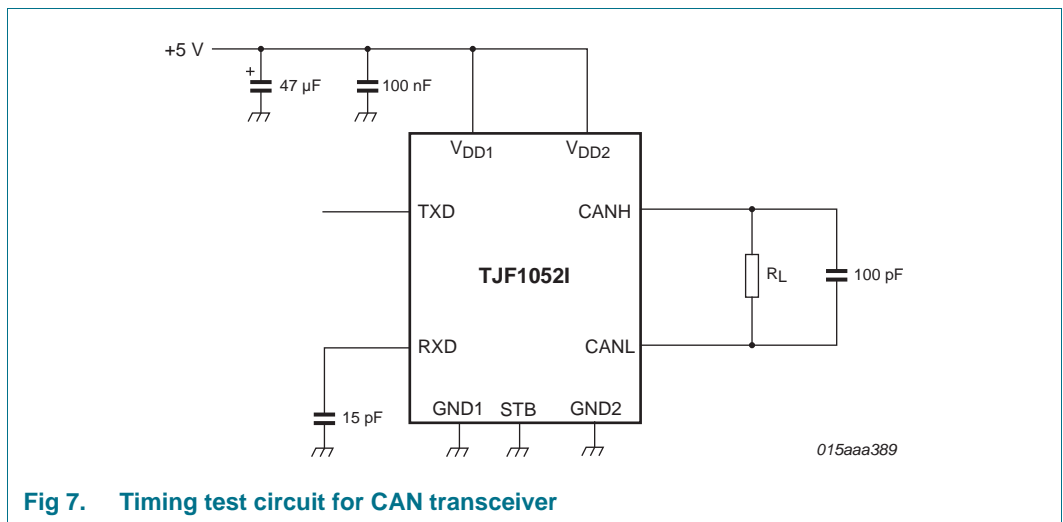 +5 V
+
47 µF
100 nF
VDD1
VDD2
TXD
CANH
TJF1052I
RL
100 pF
RXD
CANL
15 pF
GND1
STB
GND2
015aaa389
Fig 7. Timing test circuit for CAN transceiver